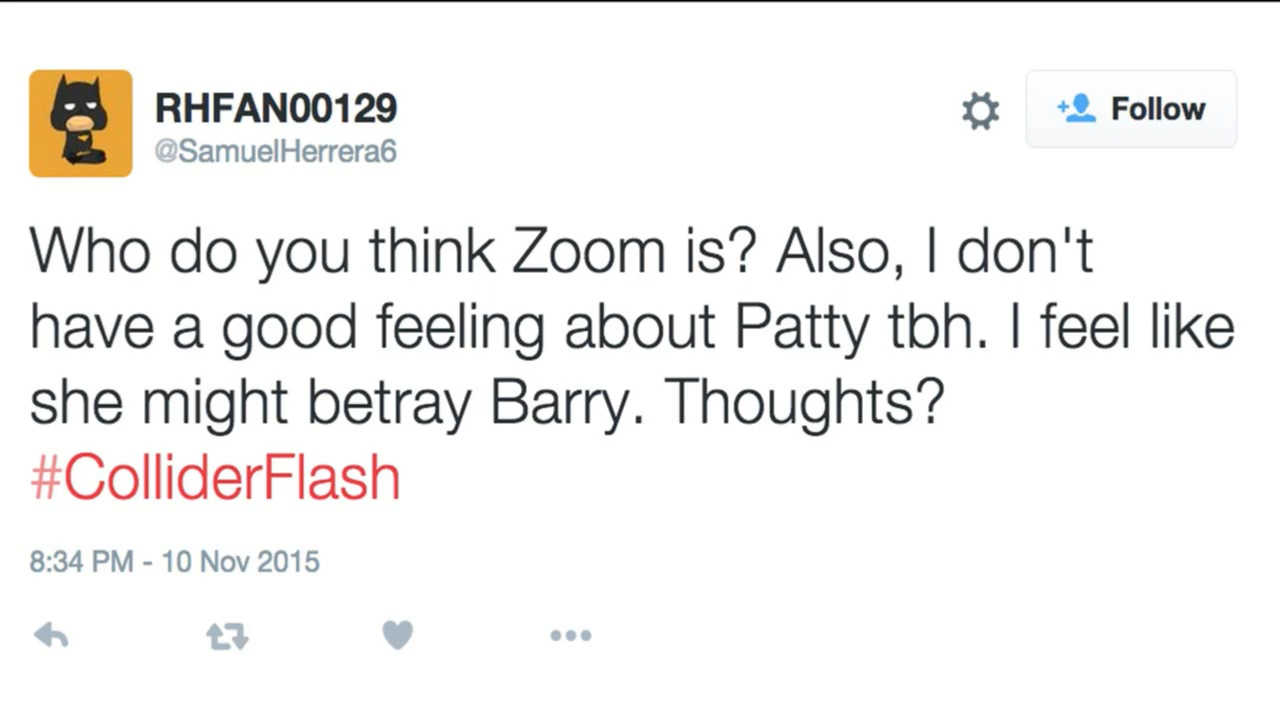 RHFAN00129
@SamuelHerrera6
Follow
Who do you think Zoom is? Also, I don't
have a good feeling about Patty tbh. I feel like
she might betray Barry. Thoughts?
#ColliderFlash
8:34 PM - 10 Nov 2015